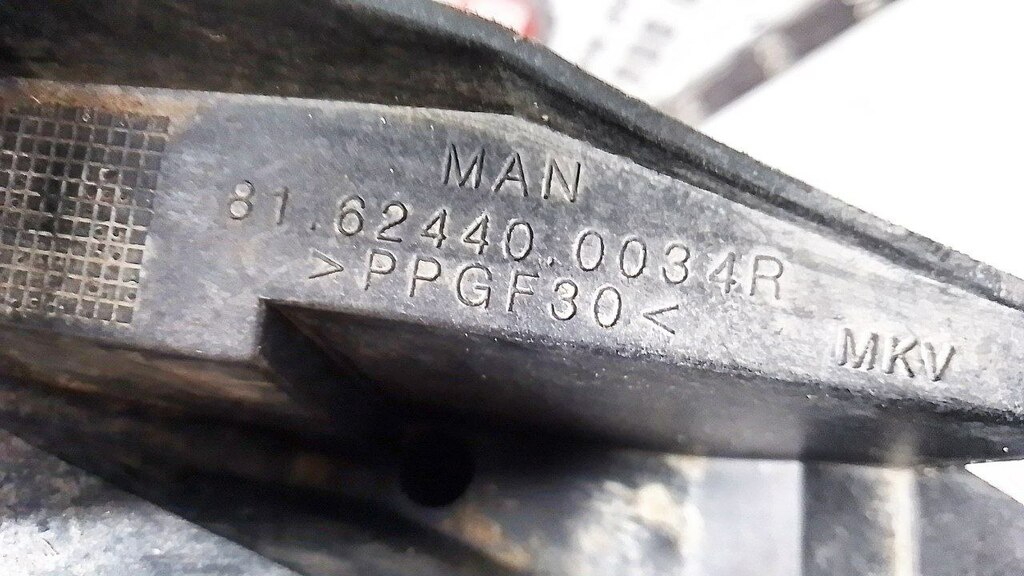 MAN
81.62440.0034R
>PPGF30<
MKV